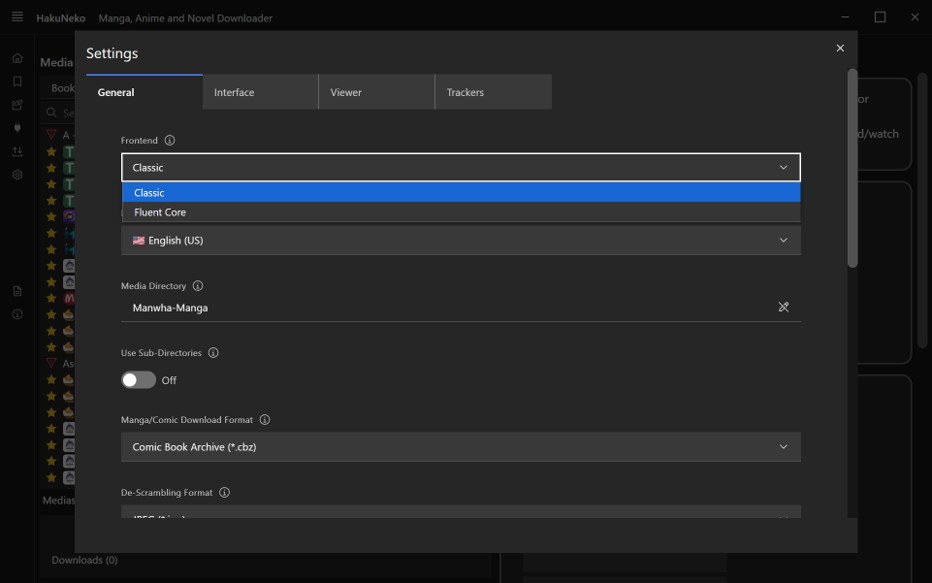 HakuNeko Manga, Anime and Novel Downloader
Settings
Media
Book
General Interface Viewer Trackers
or
Se
Frontend
d/watch
A
Classic
Classic
Fluent Core
🇺🇸 English (US)
Media Directory
Manwha-Manga
Use Sub-Directories
As
Off
Manga/Comic Download Format
Comic Book Archive (*.cbz)
De-Scrambling Format
Medias
Downloads (0)